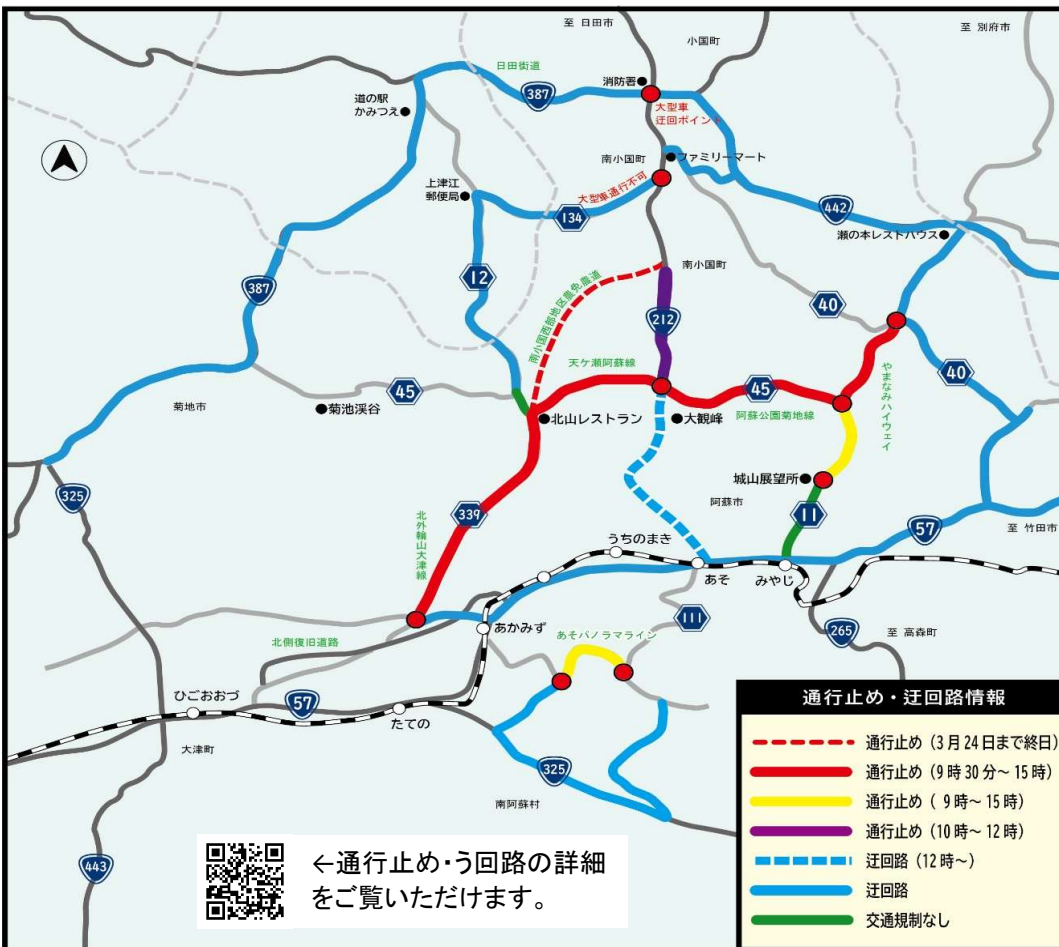 至 日田市
小国町
至 別府市
日田街道
消防署
387
道の駅
かみつえ
大型車
迂回ポイント
南小国町
ファミリーマート
上津江
郵便局
大型車通行不可
134
442
瀬の本レストハウス
12
南小国町
387
南小国西部地区農免農道
212
40
天ケ瀬阿蘇線
やまなみハイウェイ
40
45
45
菊地市
菊池渓谷
北山レストラン
大観峰
阿蘇公園菊地線
325
城山展望所
阿蘇市
339
11
57
至 竹田市
北外輪山大津線
うちのまき
あそ
みやじ
111
265
至 高森町
あかみず
あそパノラマライン
北側復旧道路
ひごおおづ
57
たての
大津町
325
南阿蘇村
443
←通行止め・う回路の詳細
をご覧いただけます。
通行止め・迂回路情報
通行止め（3月24日まで終日）
通行止め（9時30分～15時）
通行止め（ 9時～15時）
通行止め（10時～12時）
迂回路（12時～）
迂回路
交通規制なし